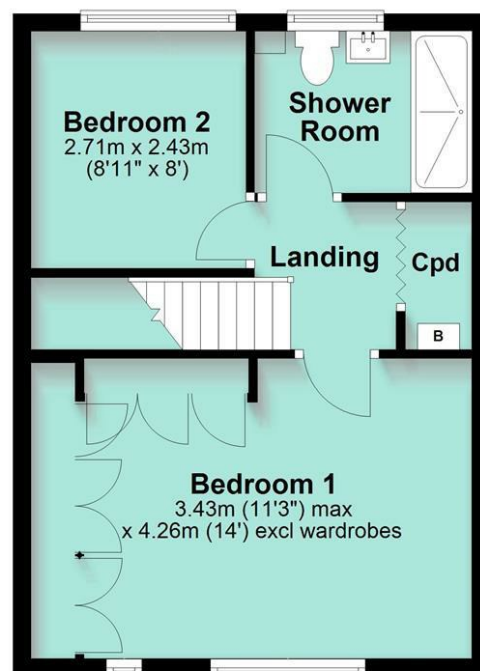 Bedroom 2
2.71m x 2.43m
(8'11" x 8')
Shower
Room
Landing
Cpd
B
Bedroom 1
3.43m (11'3") max
x 4.26m (14') excl wardrobes